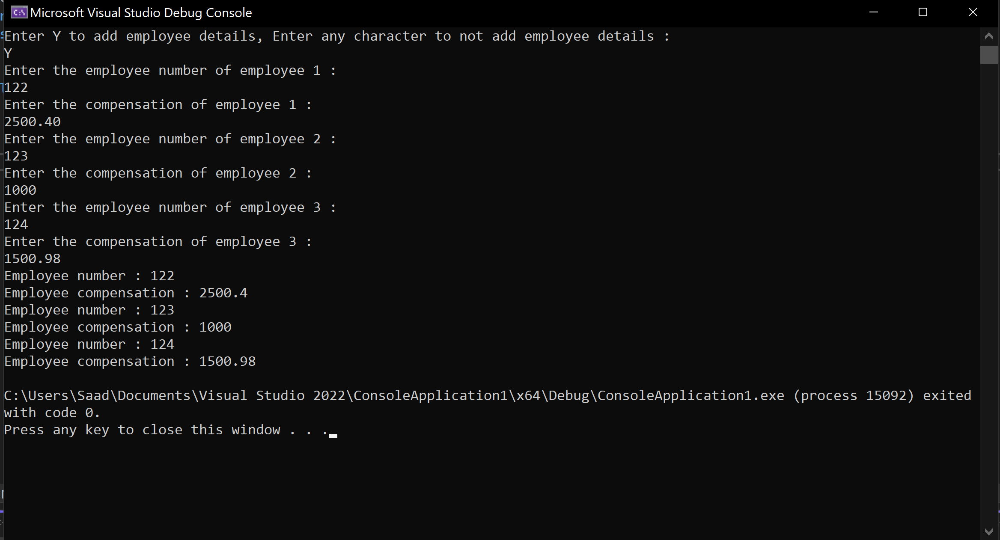 Microsoft Visual Studio Debug Console
Enter Y to add employee details, Enter any character to not add employee details :
Y
Enter the employee number of employee 1 :
122
Enter the compensation of employee 1 :
2500.40
Enter the employee number of employee 2 :
123
Enter the compensation of employee 2 :
1000
Enter the employee number of employee 3 :
124
Enter the compensation of employee 3 :
1500.98
Employee number : 122
Employee compensation : 2500.4
Employee number : 123
Employee compensation : 1000
Employee number : 124
Employee compensation : 1500.98
C:\Users\Saad\Documents\Visual Studio 2022\ConsoleApplication1\x64\Debug\ConsoleApplication1.exe (process 15092) exited
with code 0.
Press any key to close this window . . .